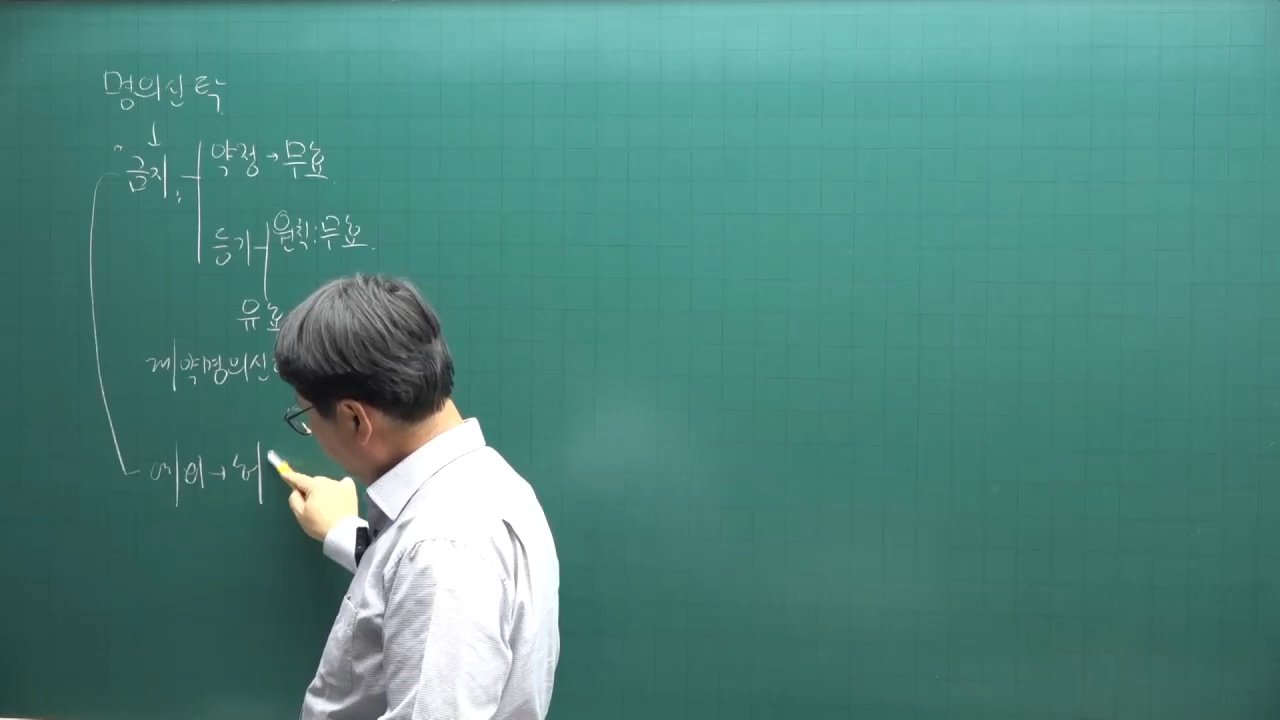 명의신탁
↓
금지 약정→무효
등기 원칙:무효
유효
계약명의신
예외→허